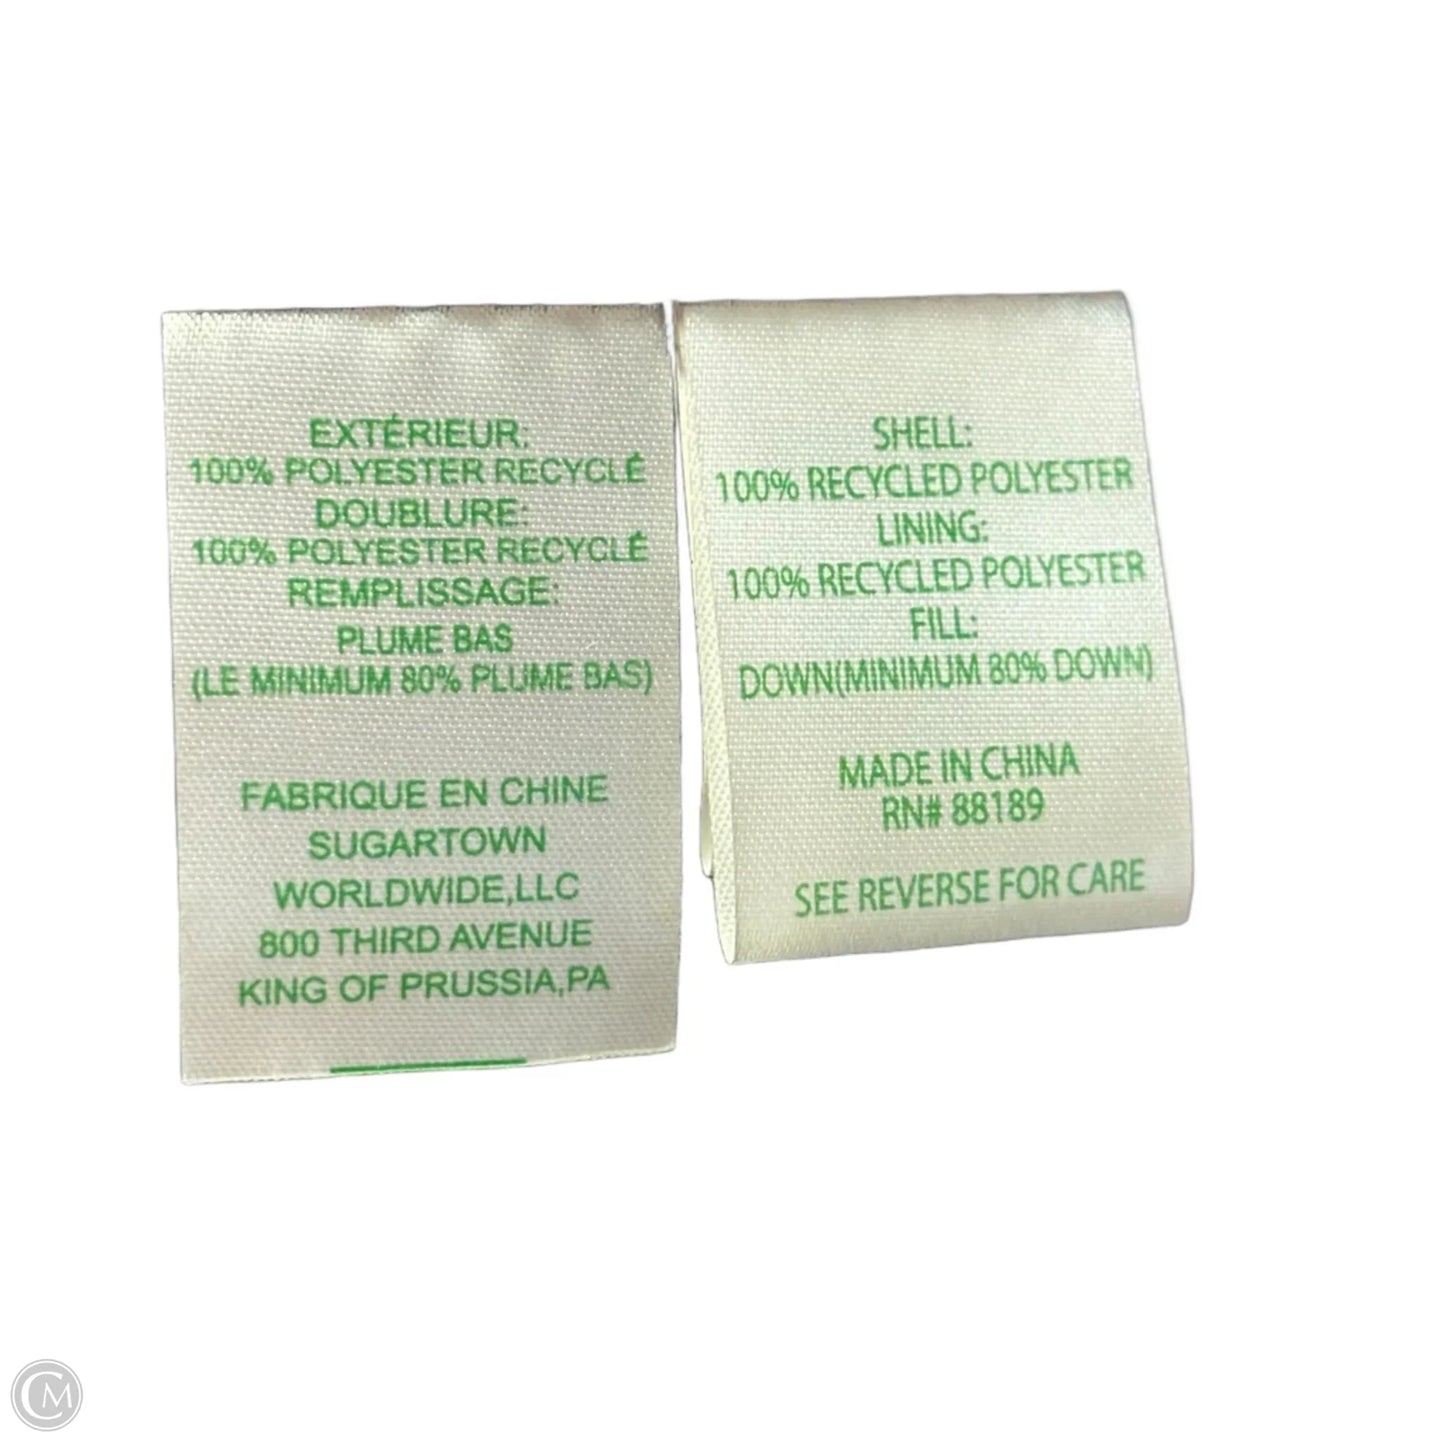 EXTÉRIEUR:
100% POLYESTER RECYCLÉ
DOUBLURE:
100% POLYESTER RECYCLÉ
REMPLISSAGE:
PLUME BAS
(LE MINIMUM 80% PLUME BAS)
FABRIQUE EN CHINE
SUGARTOWN
WORLDWIDE,LLC
800 THIRD AVENUE
KING OF PRUSSIA,PA
SHELL:
100% RECYCLED POLYESTER
LINING:
100% RECYCLED POLYESTER
FILL:
DOWN(MINIMUM 80% DOWN)
MADE IN CHINA
RN# 88189
SEE REVERSE FOR CARE
CM